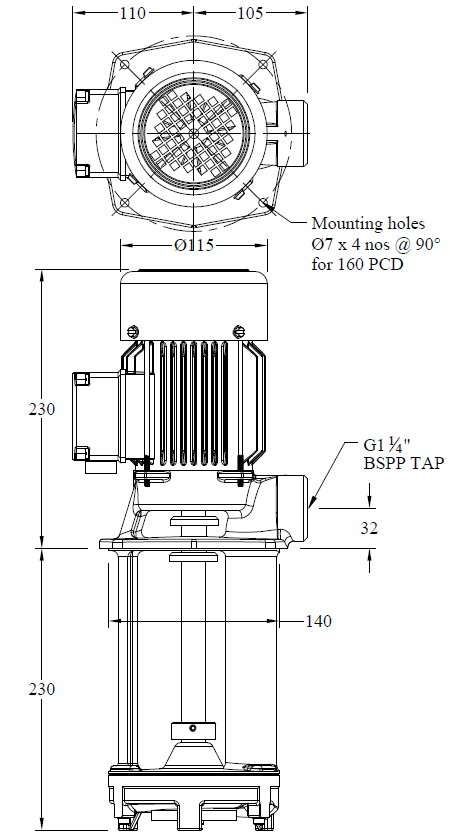 110
105
Mounting holes
Ø7 x 4 nos @ 90°
for 160 PCD
Ø115
230
G1 ¼"
BSPP TAP
32
140
230